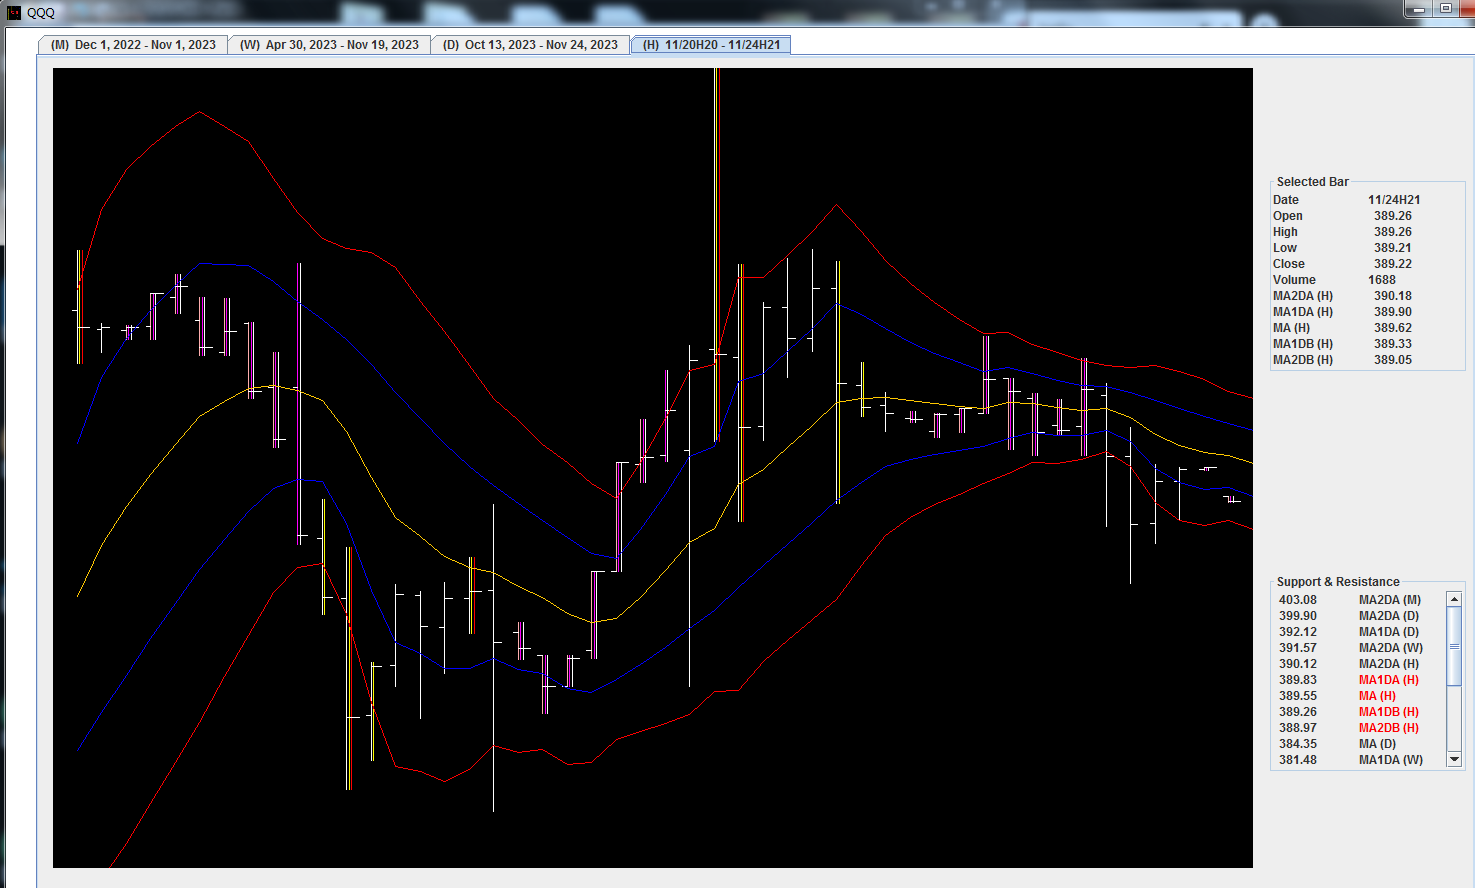 QQQ
(M) Dec 1, 2022 - Nov 1, 2023 (W) Apr 30, 2023 - Nov 19, 2023 (D) Oct 13, 2023 - Nov 24, 2023 (H) 11/20H20 - 11/24H21
Selected Bar
Date 11/24H21
Open 389.26
High 389.26
Low 389.21
Close 389.22
Volume 1688
MA2DA (H) 390.18
MA1DA (H) 389.90
MA (H) 389.62
MA1DB (H) 389.33
MA2DB (H) 389.05
Support & Resistance
403.08 MA2DA (M)
399.90 MA2DA (D)
392.12 MA1DA (D)
391.57 MA2DA (W)
390.12 MA2DA (H)
389.83 MA1DA (H)
389.55 MA (H)
389.26 MA1DB (H)
388.97 MA2DB (H)
384.35 MA (D)
381.48 MA1DA (W)